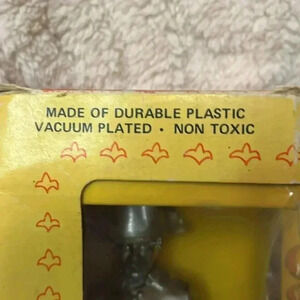 MADE OF DURABLE PLASTIC
VACUUM PLATED · NON TOXIC